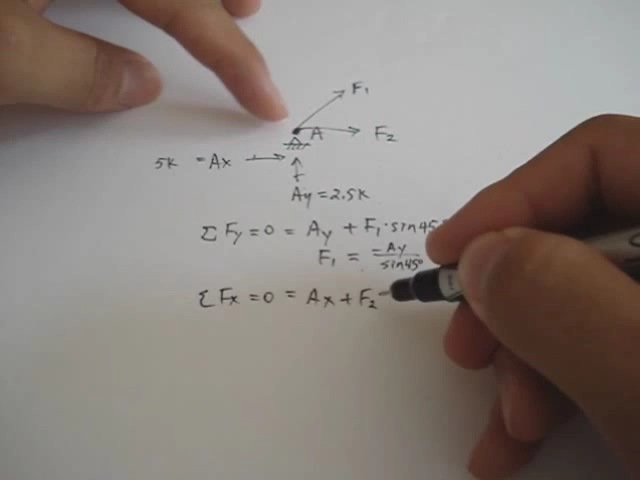 F₁
A F₂
5k = Ax
Ay = 2.5k
ΣFy = 0 = Ay + F₁·sin45°
F₁ = -Ay/sin45°
ΣFx = 0 = Ax + F₂